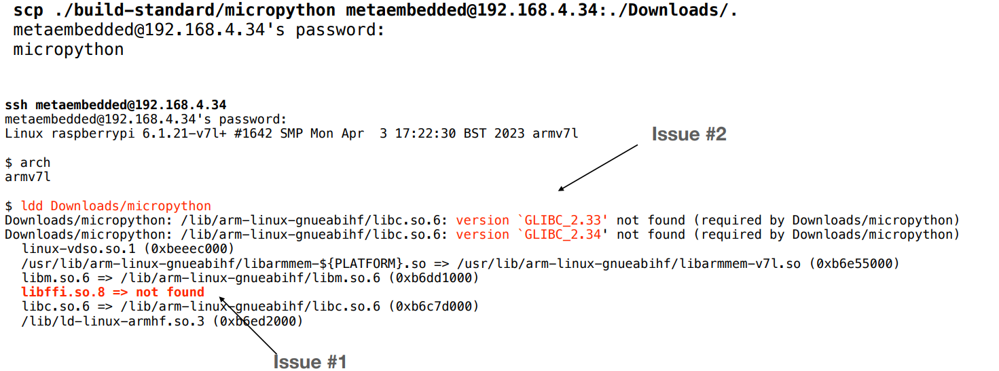 scp ./build-standard/micropython metaembedded@192.168.4.34:./Downloads/.
metaembedded@192.168.4.34's password:
micropython
ssh metaembedded@192.168.4.34
metaembedded@192.168.4.34's password:
Linux raspberrypi 6.1.21-v7l+ #1642 SMP Mon Apr  3 17:22:30 BST 2023 armv7l
Issue #2
$ arch
armv7l
$ ldd Downloads/micropython
Downloads/micropython: /lib/arm-linux-gnueabihf/libc.so.6: version `GLIBC_2.33' not found (required by Downloads/micropython)
Downloads/micropython: /lib/arm-linux-gnueabihf/libc.so.6: version `GLIBC_2.34' not found (required by Downloads/micropython)
linux-vdso.so.1 (0xbeeec000)
/usr/lib/arm-linux-gnueabihf/libarmmem-${PLATFORM}.so => /usr/lib/arm-linux-gnueabihf/libarmmem-v7l.so (0xb6e55000)
libm.so.6 => /lib/arm-linux-gnueabihf/libm.so.6 (0xb6dd1000)
libffi.so.8 => not found
libc.so.6 => /lib/arm-linux-gnueabihf/libc.so.6 (0xb6c7d000)
/lib/ld-linux-armhf.so.3 (0xb6ed2000)
Issue #1